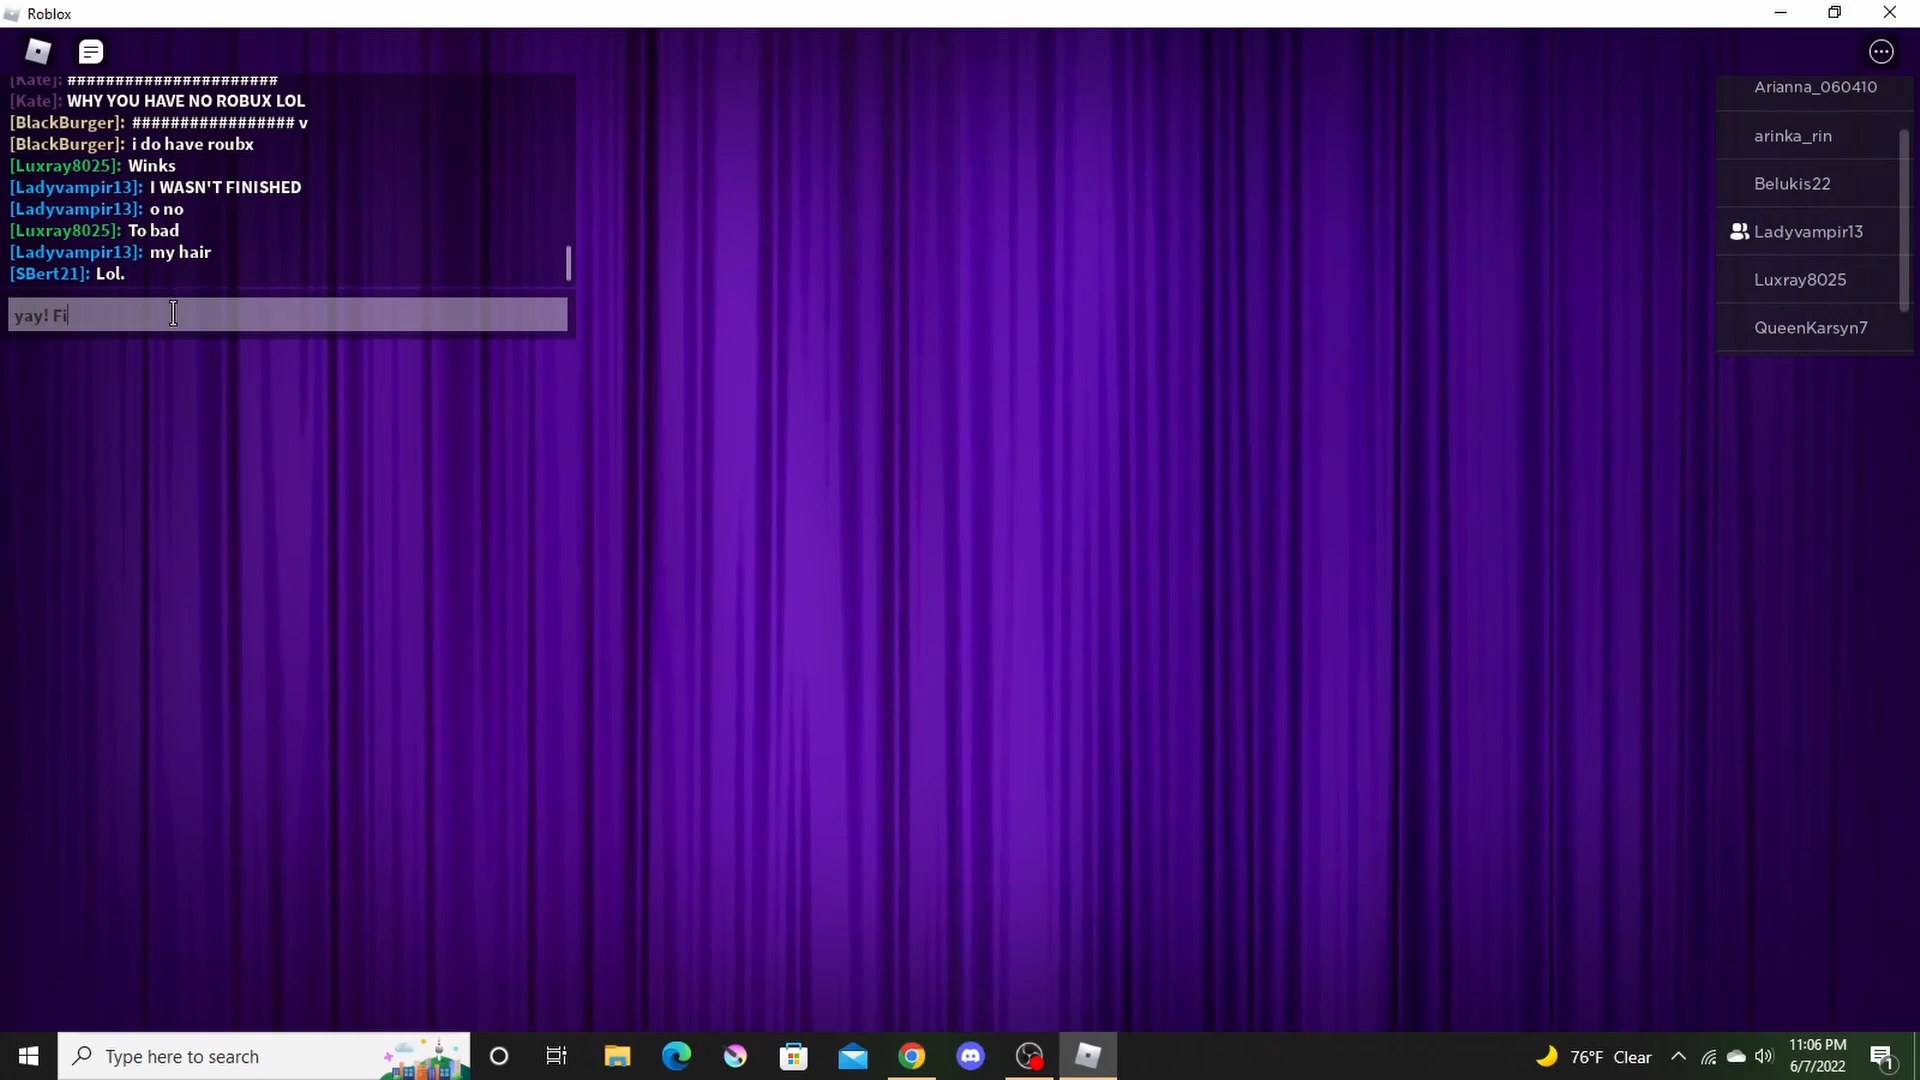 Roblox
[Kate]: ######################
[Kate]: WHY YOU HAVE NO ROBUX LOL
[BlackBurger]: ################# v
[BlackBurger]: i do have roubx
[Luxray8025]: Winks
[Ladyvampir13]: I WASN'T FINISHED
[Ladyvampir13]: o no
[Luxray8025]: To bad
[Ladyvampir13]: my hair
[SBert21]: Lol.
yay! Fi
Arianna_060410
arinka_rin
Belukis22
Ladyvampir13
Luxray8025
QueenKarsyn7
Type here to search
76°F Clear
11:06 PM
6/7/2022
1